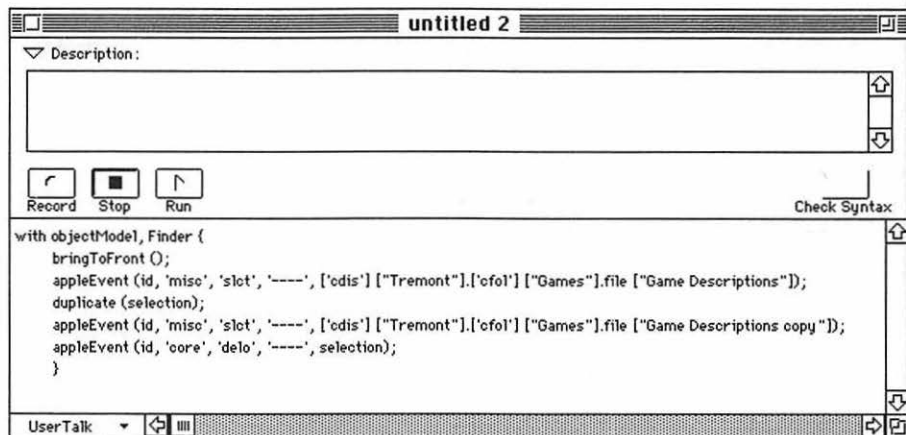 untitled 2
Description:
Record Stop Run Check Syntax
with objectModel, Finder {
bringToFront ();
appleEvent (id, 'misc', 'slct', '----', ['cdis'] ["Tremont"].['cfol'] ["Games"].file ["Game Descriptions"]);
duplicate (selection);
appleEvent (id, 'misc', 'slct', '----', ['cdis'] ["Tremont"].['cfol'] ["Games"].file ["Game Descriptions copy"]);
appleEvent (id, 'core', 'delo', '----', selection);
}
UserTalk